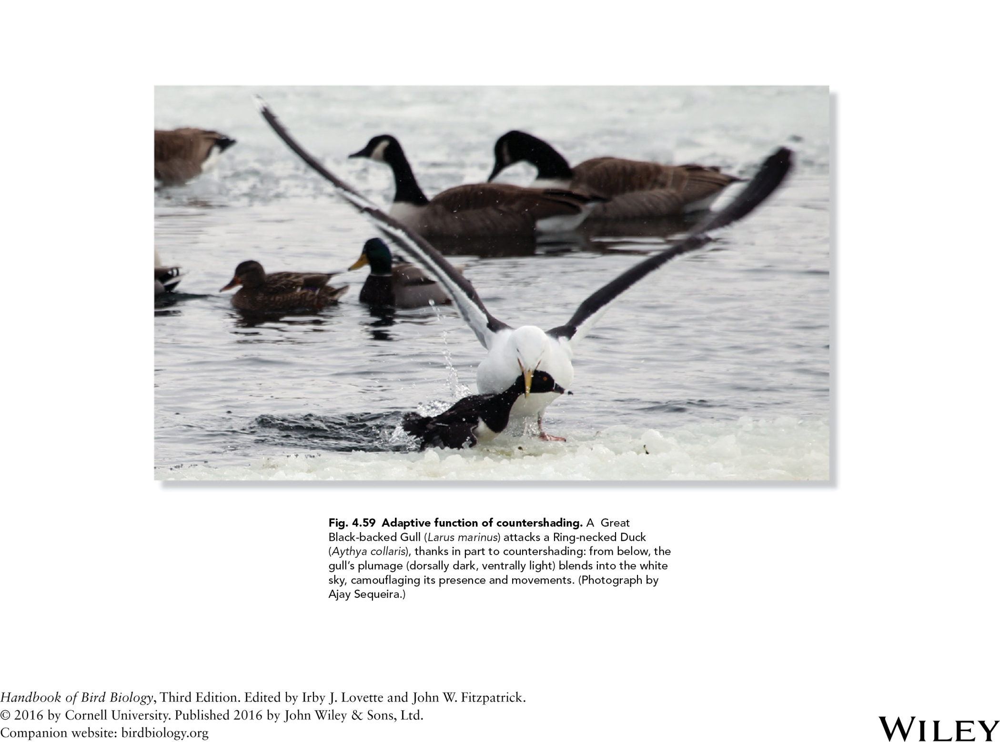 Fig. 4.59 Adaptive function of countershading. A Great
Black-backed Gull (Larus marinus) attacks a Ring-necked Duck
(Aythya collaris), thanks in part to countershading: from below, the
gull's plumage (dorsally dark, ventrally light) blends into the white
sky, camouflaging its presence and movements. (Photograph by
Ajay Sequeira.)
Handbook of Bird Biology, Third Edition. Edited by Irby J. Lovette and John W. Fitzpatrick.
© 2016 by Cornell University. Published 2016 by John Wiley & Sons, Ltd.
Companion website: birdbiology.org
WILEY